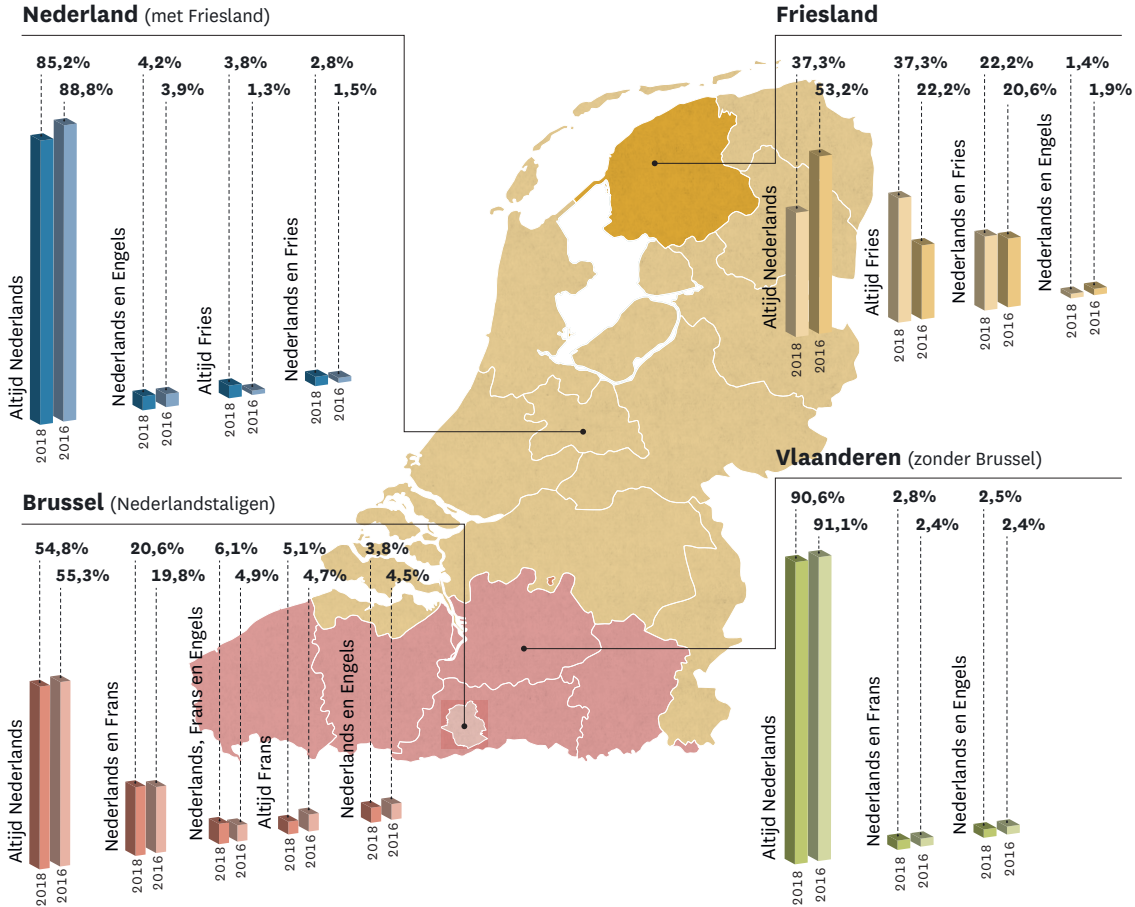 Nederland (met Friesland)
85,2% 4,2% 3,8% 2,8%
88,8% 3,9% 1,3% 1,5%
Altijd Nederlands
2018
2016
Nederlands en Engels
2018
2016
Altijd Fries
2018
2016
Nederlands en Fries
2018
2016
Friesland
37,3% 37,3% 22,2% 1,4%
53,2% 22,2% 20,6% 1,9%
Altijd Nederlands
2018
2016
Altijd Fries
2018
2016
Nederlands en Fries
2018
2016
Nederlands en Engels
2018
2016
Brussel (Nederlandstaligen)
54,8% 20,6% 6,1% 5,1% 3,8%
55,3% 19,8% 4,9% 4,7% 4,5%
Altijd Nederlands
2018
2016
Nederlands en Frans
2018
2016
Nederlands, Frans en Engels
2018
2016
Altijd Frans
2018
2016
Nederlands en Engels
2018
2016
Vlaanderen (zonder Brussel)
90,6% 2,8% 2,5%
91,1% 2,4% 2,4%
Altijd Nederlands
2018
2016
Nederlands en Frans
2018
2016
Nederlands en Engels
2018
2016